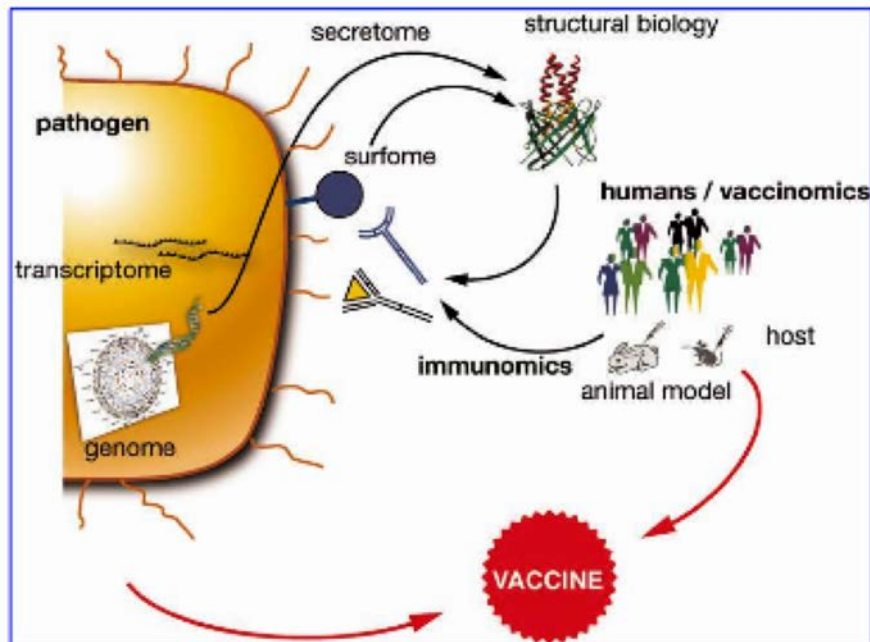 secretome
structural biology
pathogen
surfome
humans / vaccinomics
transcriptome
host
immunomics
animal model
genome
VACCINE